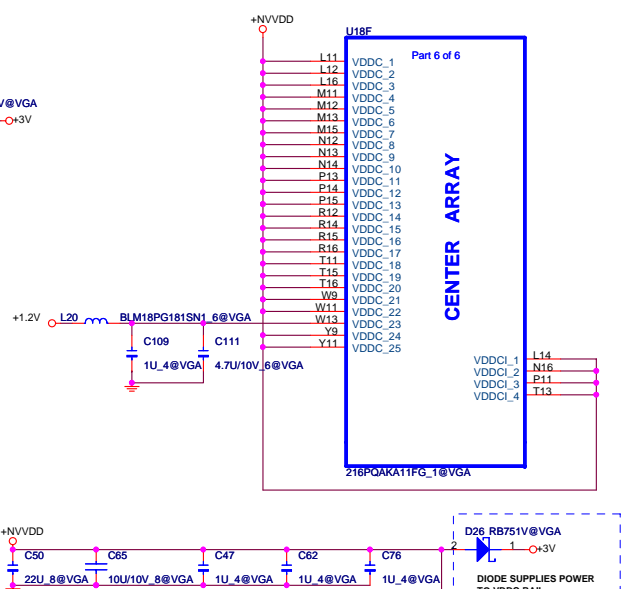 +NVVDD
U18F
Part 6 of 6
V@VGA
+3V
L11 VDDC_1
L12 VDDC_2
L16 VDDC_3
M11 VDDC_4
M12 VDDC_5
M13 VDDC_6
M15 VDDC_7
N12 VDDC_8
N13 VDDC_9
N14 VDDC_10
P13 VDDC_11
P14 VDDC_12
P15 VDDC_13
R12 VDDC_14
R14 VDDC_15
R15 VDDC_16
R16 VDDC_17
T11 VDDC_18
T15 VDDC_19
T16 VDDC_20
W9 VDDC_21
W11 VDDC_22
W13 VDDC_23
Y9 VDDC_24
Y11 VDDC_25
CENTER ARRAY
+1.2V L20 BLM18PG181SN1_6@VGA
C109 C111
1U_4@VGA 4.7U/10V_6@VGA
VDDCI_1 L14
VDDCI_2 N16
VDDCI_3 P11
VDDCI_4 T13
216PQAKA11FG_1@VGA
+NVVDD
C50 C65 C47 C62 C76
22U_8@VGA 10U/10V_8@VGA 1U_4@VGA 1U_4@VGA 1U_4@VGA
D26 RB751V@VGA
2 1 +3V
DIODE SUPPLIES POWER